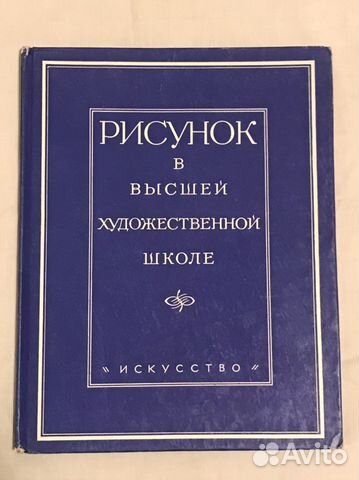 РИСУНОК
В
ВЫСШЕЙ
ХУДОЖЕСТВЕННОЙ
ШКОЛЕ
"ИСКУССТВО"
Avito